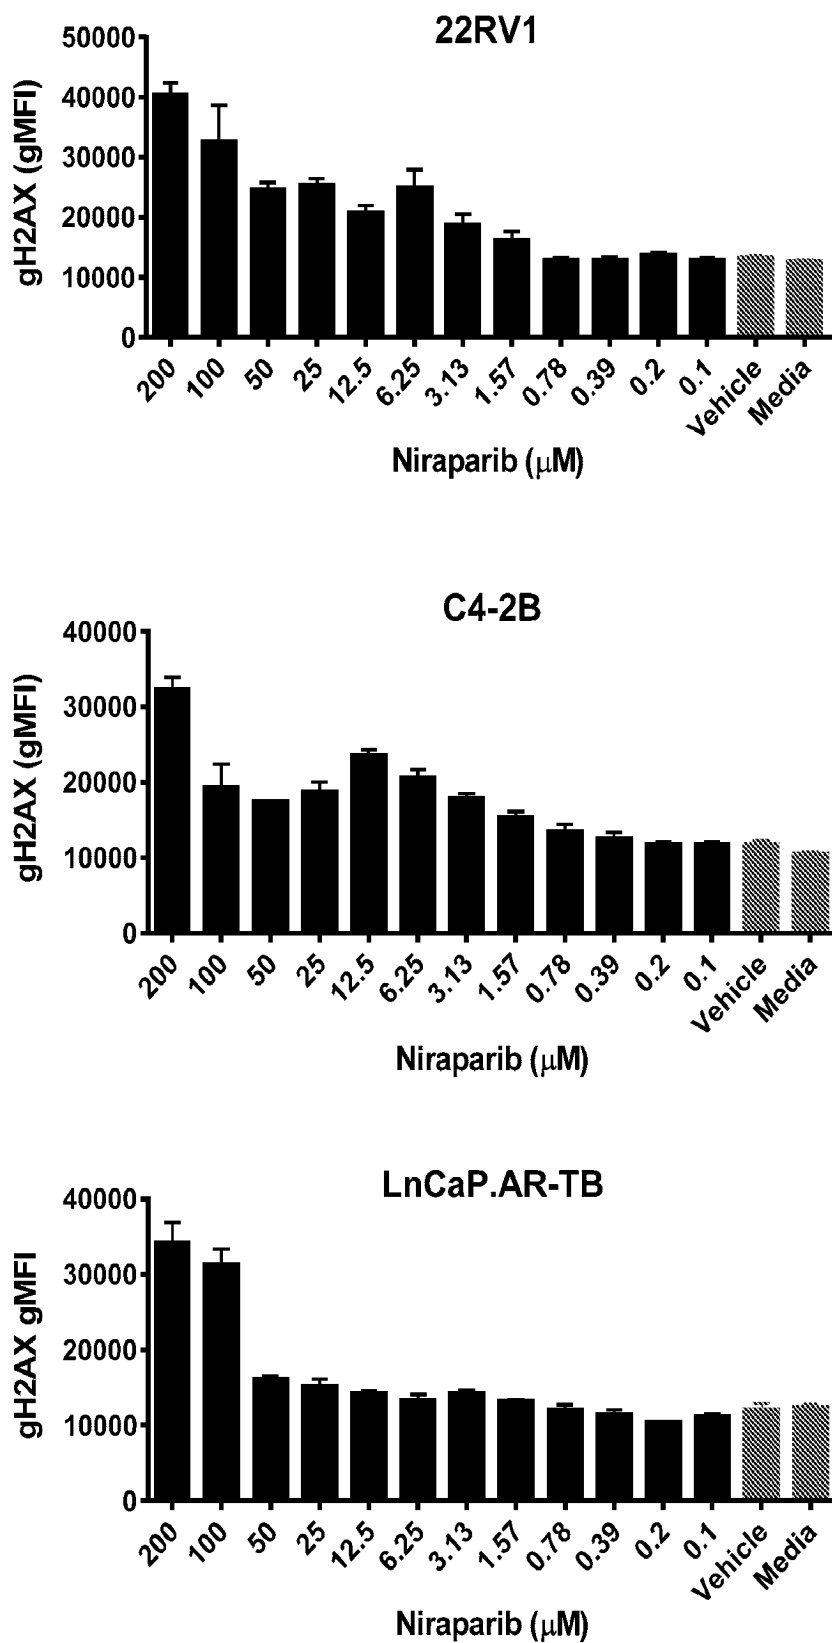 22RV1
gH2AX (gMFI)
50000
40000
30000
20000
10000
0
200 100 50 25 12.5 6.25 3.13 1.57 0.78 0.39 0.2 0.1 Vehicle Media
Niraparib (μM)
C4-2B
gH2AX (gMFI)
40000
30000
20000
10000
0
200 100 50 25 12.5 6.25 3.13 1.57 0.78 0.39 0.2 0.1 Vehicle Media
Niraparib (μM)
LnCaP.AR-TB
gH2AX gMFI
40000
30000
20000
10000
0
200 100 50 25 12.5 6.25 3.13 1.57 0.78 0.39 0.2 0.1 Vehicle Media
Niraparib (μM)